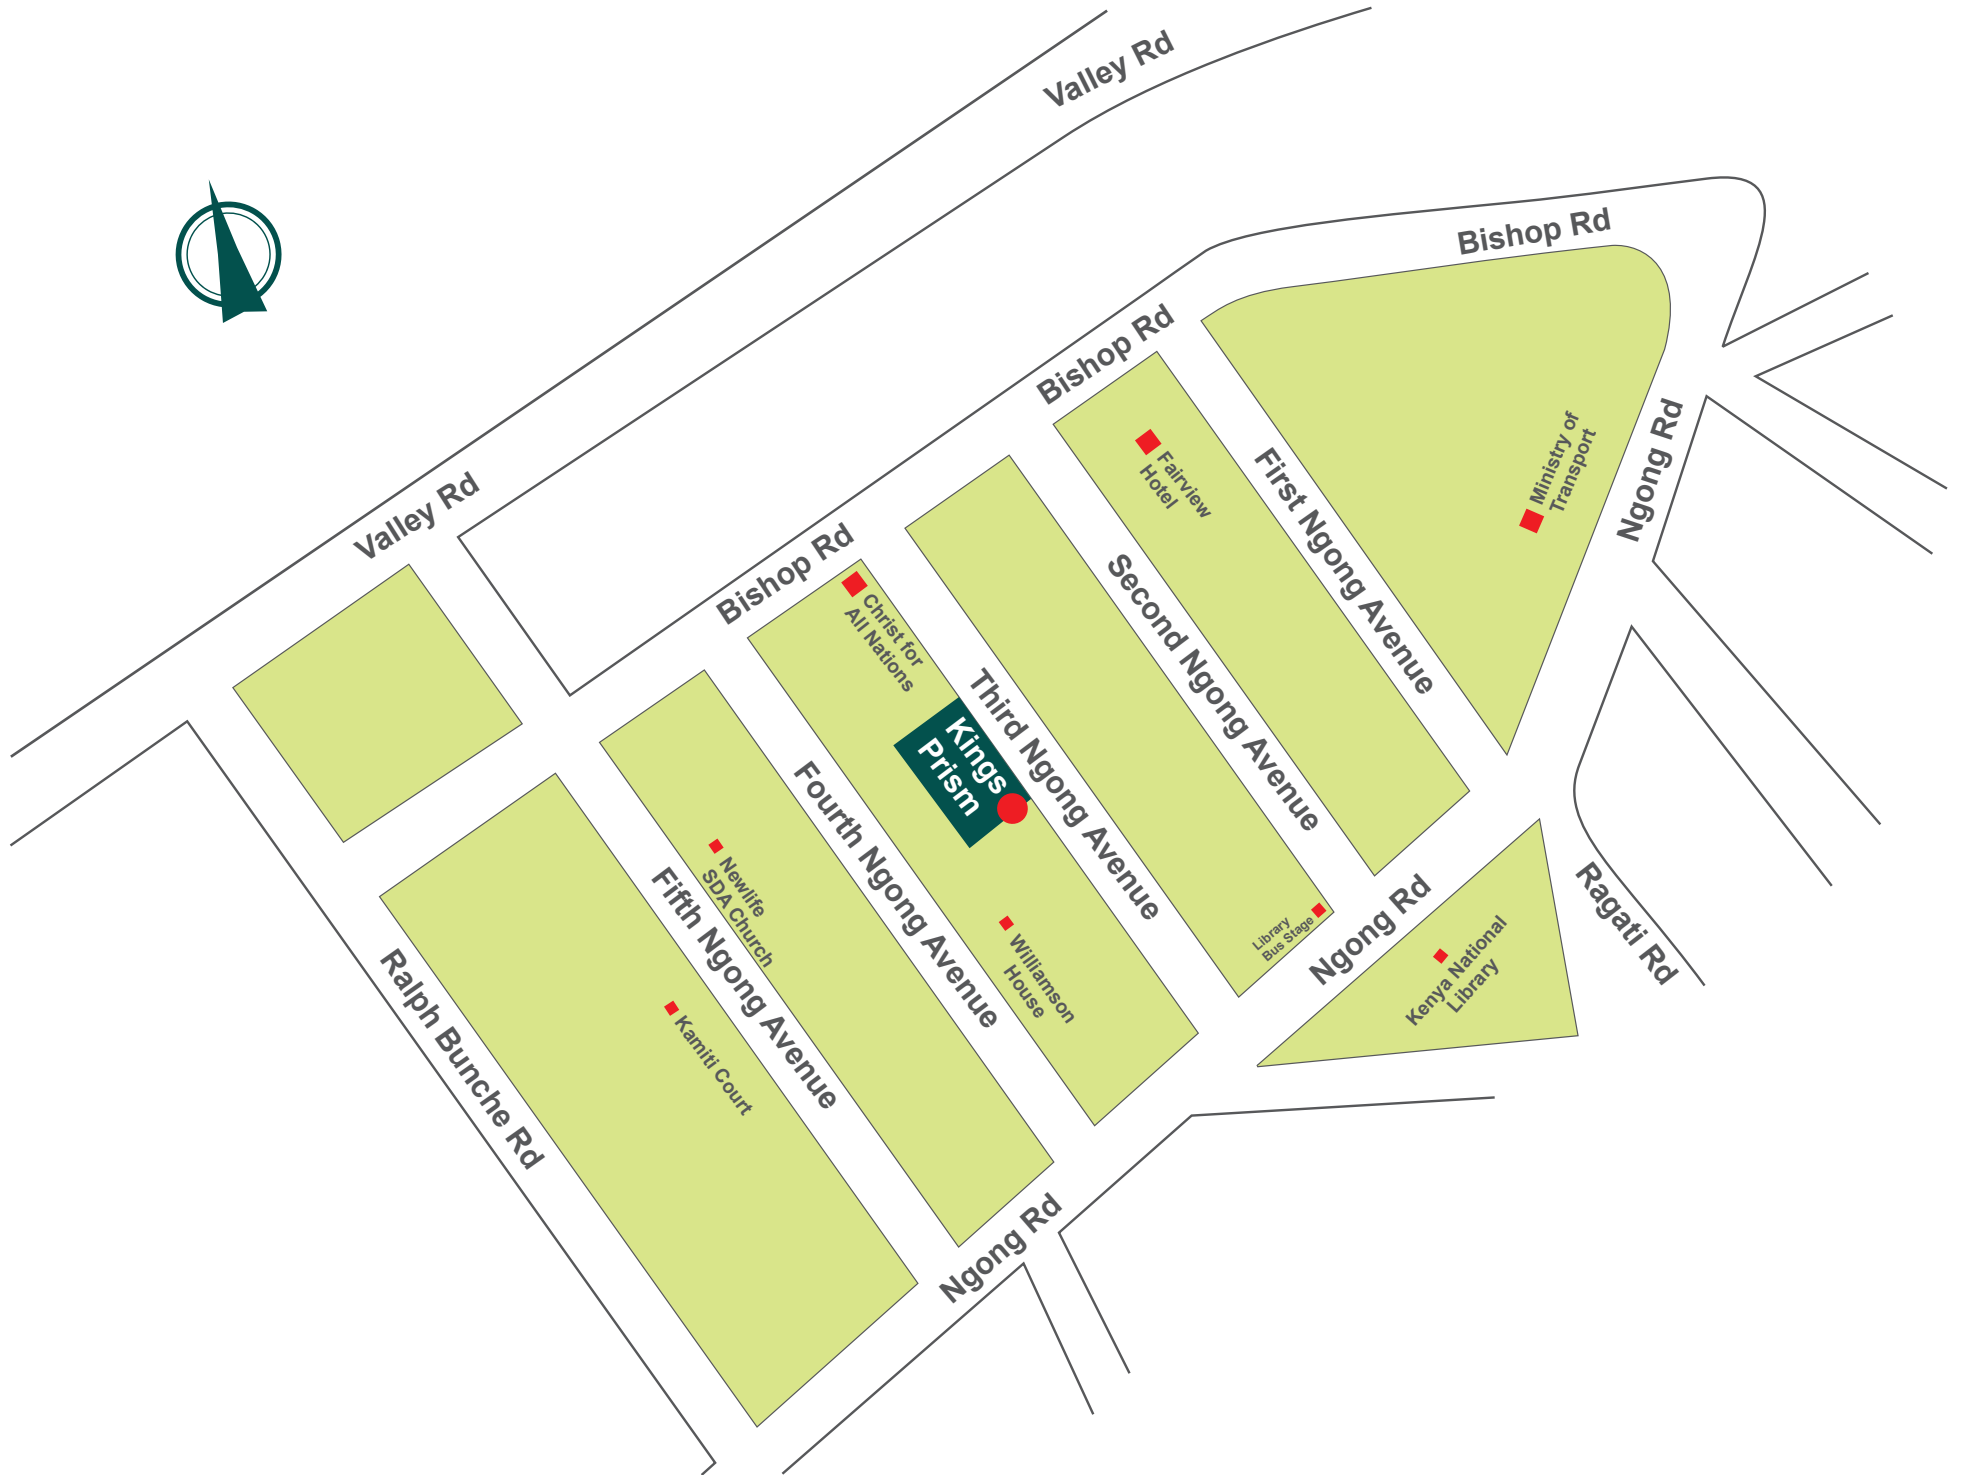 Valley Rd
Bishop Rd
Bishop Rd
Ministry of
Transport
Ngong Rd
Fairview
Hotel
First Ngong Avenue
Valley Rd
Bishop Rd
Christ for
All Nations
Second Ngong Avenue
Third Ngong Avenue
Kings
Prism
Fourth Ngong Avenue
Newlife
SDA Church
Fifth Ngong Avenue
Williamson
House
Library
Bus Stage
Ngong Rd
Kenya National
Library
Ragati Rd
Kamiti Court
Ralph Bunche Rd
Ngong Rd